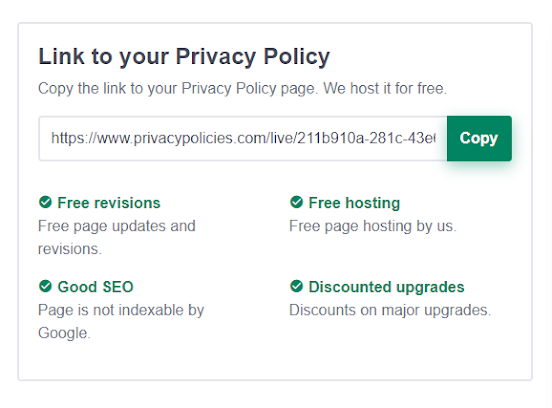 Link to your Privacy Policy
Copy the link to your Privacy Policy page. We host it for free.
https://www.privacypolicies.com/live/211b910a-281c-43e
Copy
Free revisions
Free page updates and
revisions.
Free hosting
Free page hosting by us.
Good SEO
Page is not indexable by
Google.
Discounted upgrades
Discounts on major upgrades.